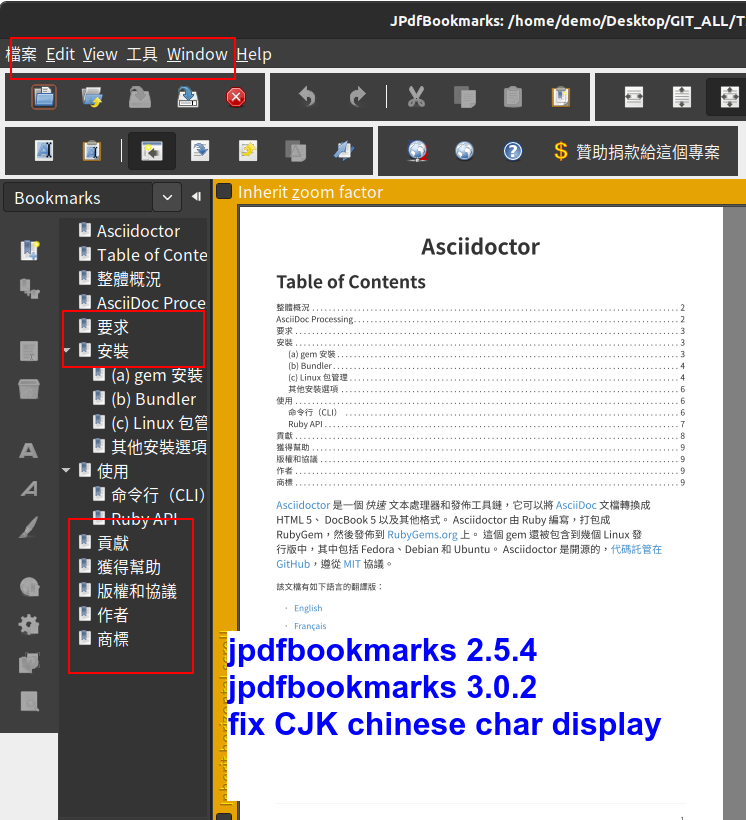 JPdfBookmarks: /home/demo/Desktop/GIT_ALL/T
檔案 Edit View 工具 Window Help
$ 贊助捐款給這個專案
Bookmarks
Inherit zoom factor
Asciidoctor
Table of Conte
整體概況
AsciiDoc Proce
要求
安裝
(a) gem 安裝
(b) Bundler
(c) Linux 包管
其他安裝選項
使用
命令行（CLI）
Ruby API
貢獻
獲得幫助
版權和協議
作者
商標
Inherit horizontal scroll
Asciidoctor
Table of Contents
整體概況 2
AsciiDoc Processing 2
要求 3
安裝 3
(a) gem 安裝 3
(b) Bundler 4
(c) Linux 包管理 4
其他安裝選項 6
使用 6
命令行（CLI） 6
Ruby API 7
貢獻 8
獲得幫助 9
版權和協議 9
作者 9
商標 9
Asciidoctor 是一個 快速 文本處理器和發佈工具鏈，它可以將 AsciiDoc 文檔轉換成
HTML 5、 DocBook 5 以及其他格式。 Asciidoctor 由 Ruby 編寫，打包成
RubyGem，然後發佈到 RubyGems.org 上。 這個 gem 還被包含到幾個 Linux 發
行版中，其中包括 Fedora、Debian 和 Ubuntu。 Asciidoctor 是開源的，代碼託管在
GitHub，遵從 MIT 協議。
該文檔有如下語言的翻譯版：
· English
· Français
jpdfbookmarks 2.5.4
jpdfbookmarks 3.0.2
fix CJK chinese char display